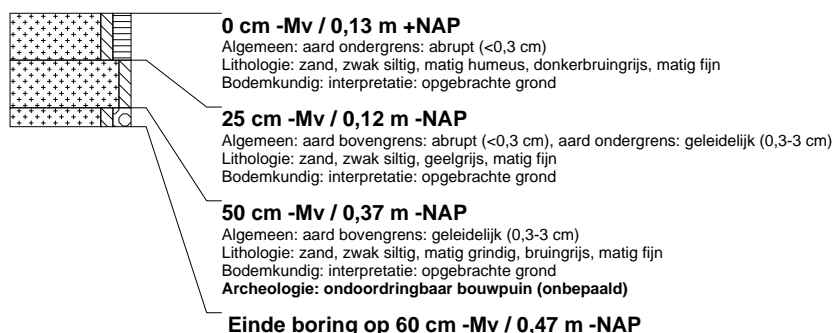 0 cm -Mv / 0,13 m +NAP
Algemeen: aard ondergrens: abrupt (<0,3 cm)
Lithologie: zand, zwak siltig, matig humeus, donkerbruingrijs, matig fijn
Bodemkundig: interpretatie: opgebrachte grond
25 cm -Mv / 0,12 m -NAP
Algemeen: aard bovengrens: abrupt (<0,3 cm), aard ondergrens: geleidelijk (0,3-3 cm)
Lithologie: zand, zwak siltig, geelgrijs, matig fijn
Bodemkundig: interpretatie: opgebrachte grond
50 cm -Mv / 0,37 m -NAP
Algemeen: aard bovengrens: geleidelijk (0,3-3 cm)
Lithologie: zand, zwak siltig, matig grindig, bruingrijs, matig fijn
Bodemkundig: interpretatie: opgebrachte grond
Archeologie: ondoordringbaar bouwpuin (onbepaald)
Einde boring op 60 cm -Mv / 0,47 m -NAP